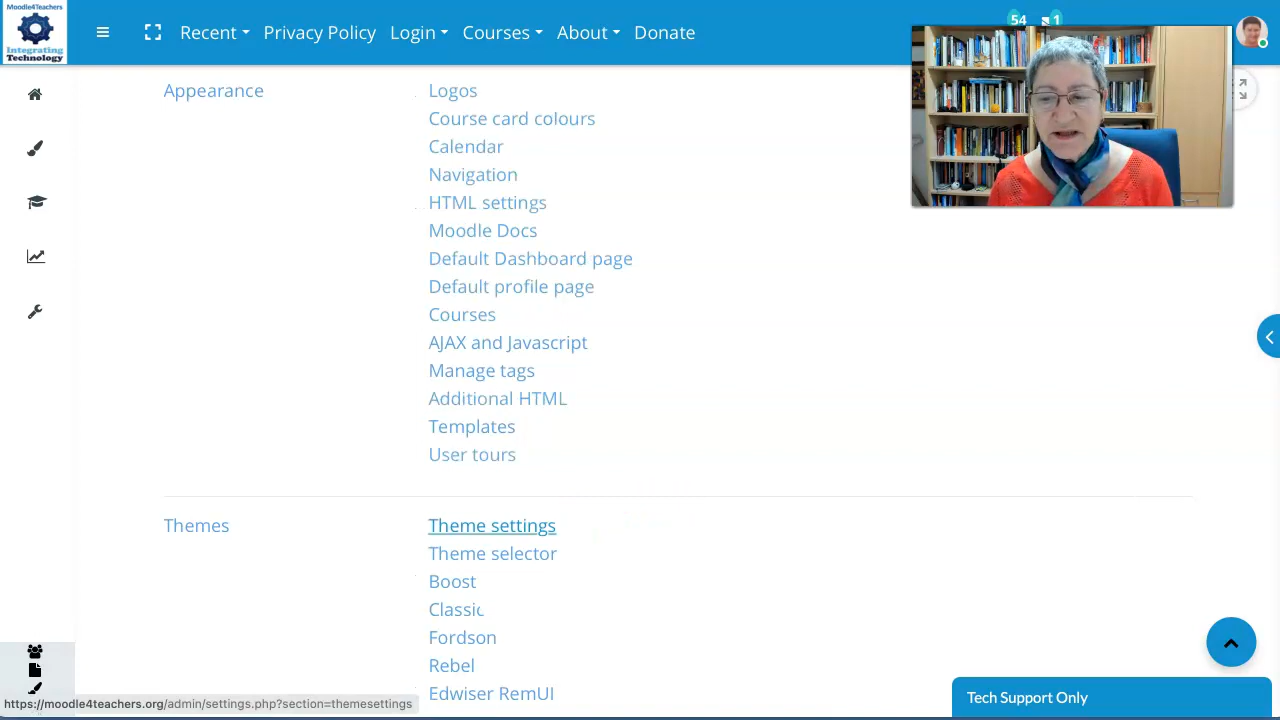 Moodle4Teachers
Integrating
Technology
Recent
Privacy Policy
Login
Courses
About
Donate
54
1
Appearance
Logos
Course card colours
Calendar
Navigation
HTML settings
Moodle Docs
Default Dashboard page
Default profile page
Courses
AJAX and Javascript
Manage tags
Additional HTML
Templates
User tours
Themes
Theme settings
Theme selector
Boost
Classic
Fordson
Rebel
Edwiser RemUI
https://moodle4teachers.org/admin/settings.php?section=themesettings
Tech Support Only